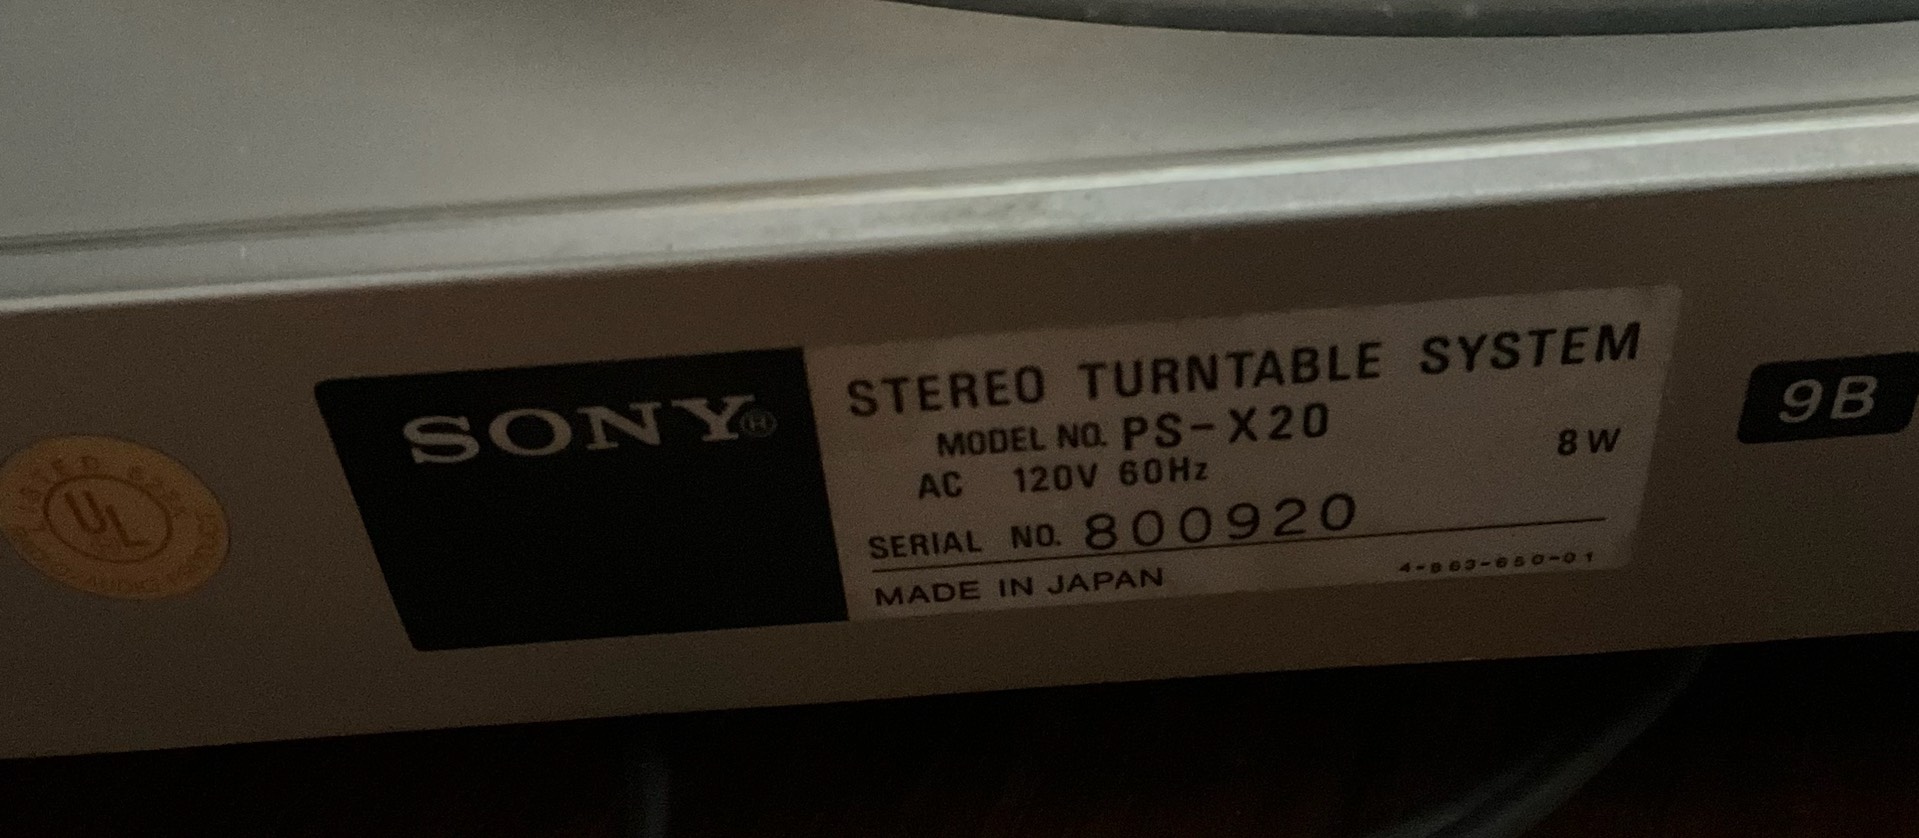 SONY®
STEREO TURNTABLE SYSTEM
MODEL NO. PS-X20
8W
AC 120V 60Hz
SERIAL NO. 800920
MADE IN JAPAN
4-863-650-01
9B
LISTED
UL